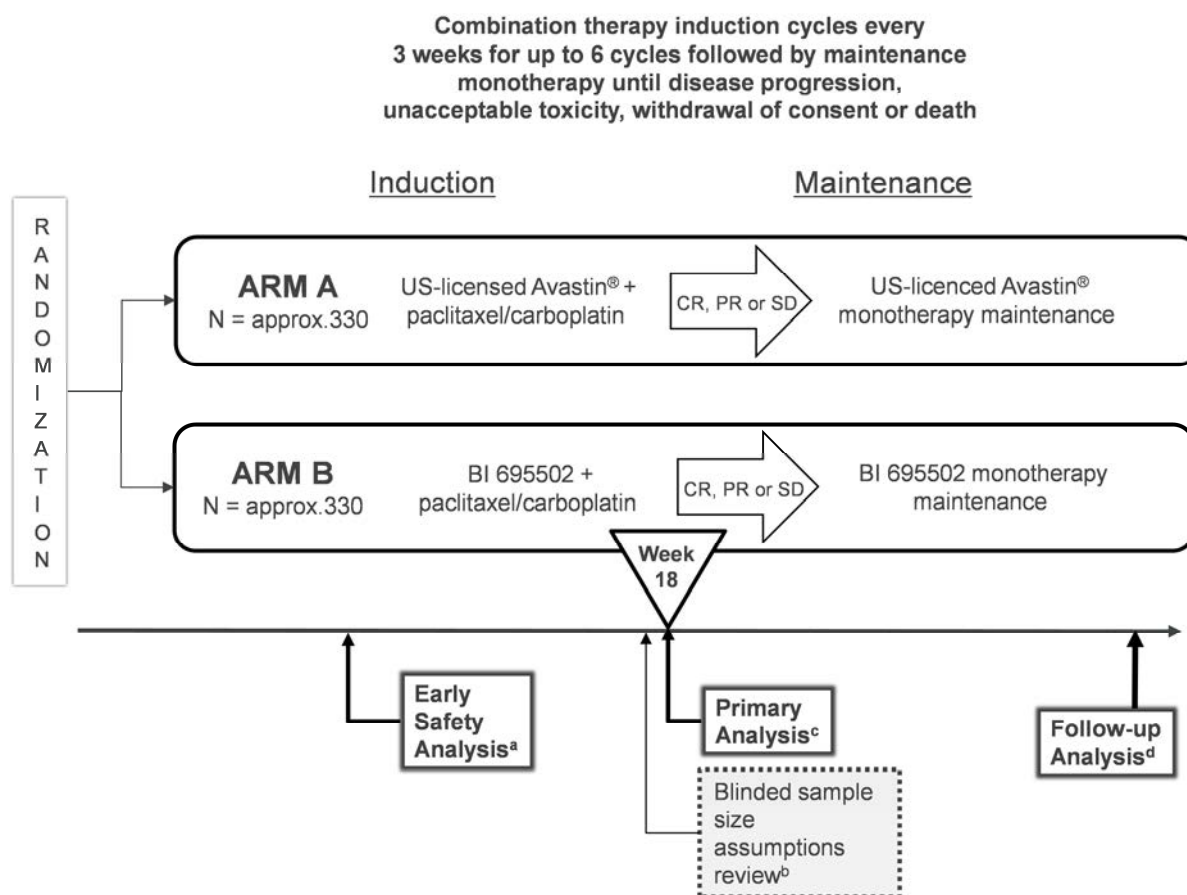 Combination therapy induction cycles every
3 weeks for up to 6 cycles followed by maintenance
monotherapy until disease progression,
unacceptable toxicity, withdrawal of consent or death
Induction
Maintenance
R
A
N
D
O
M
I
Z
A
T
I
O
N
ARM A
N = approx.330
US-licensed Avastin® +
paclitaxel/carboplatin
CR, PR or SD
US-licenced Avastin®
monotherapy maintenance
ARM B
N = approx.330
BI 695502 +
paclitaxel/carboplatin
CR, PR or SD
BI 695502 monotherapy
maintenance
Week
18
Early
Safety
Analysisᵃ
Primary
Analysisᶜ
Follow-up
Analysisᵈ
Blinded sample
size
assumptions
reviewᵇ